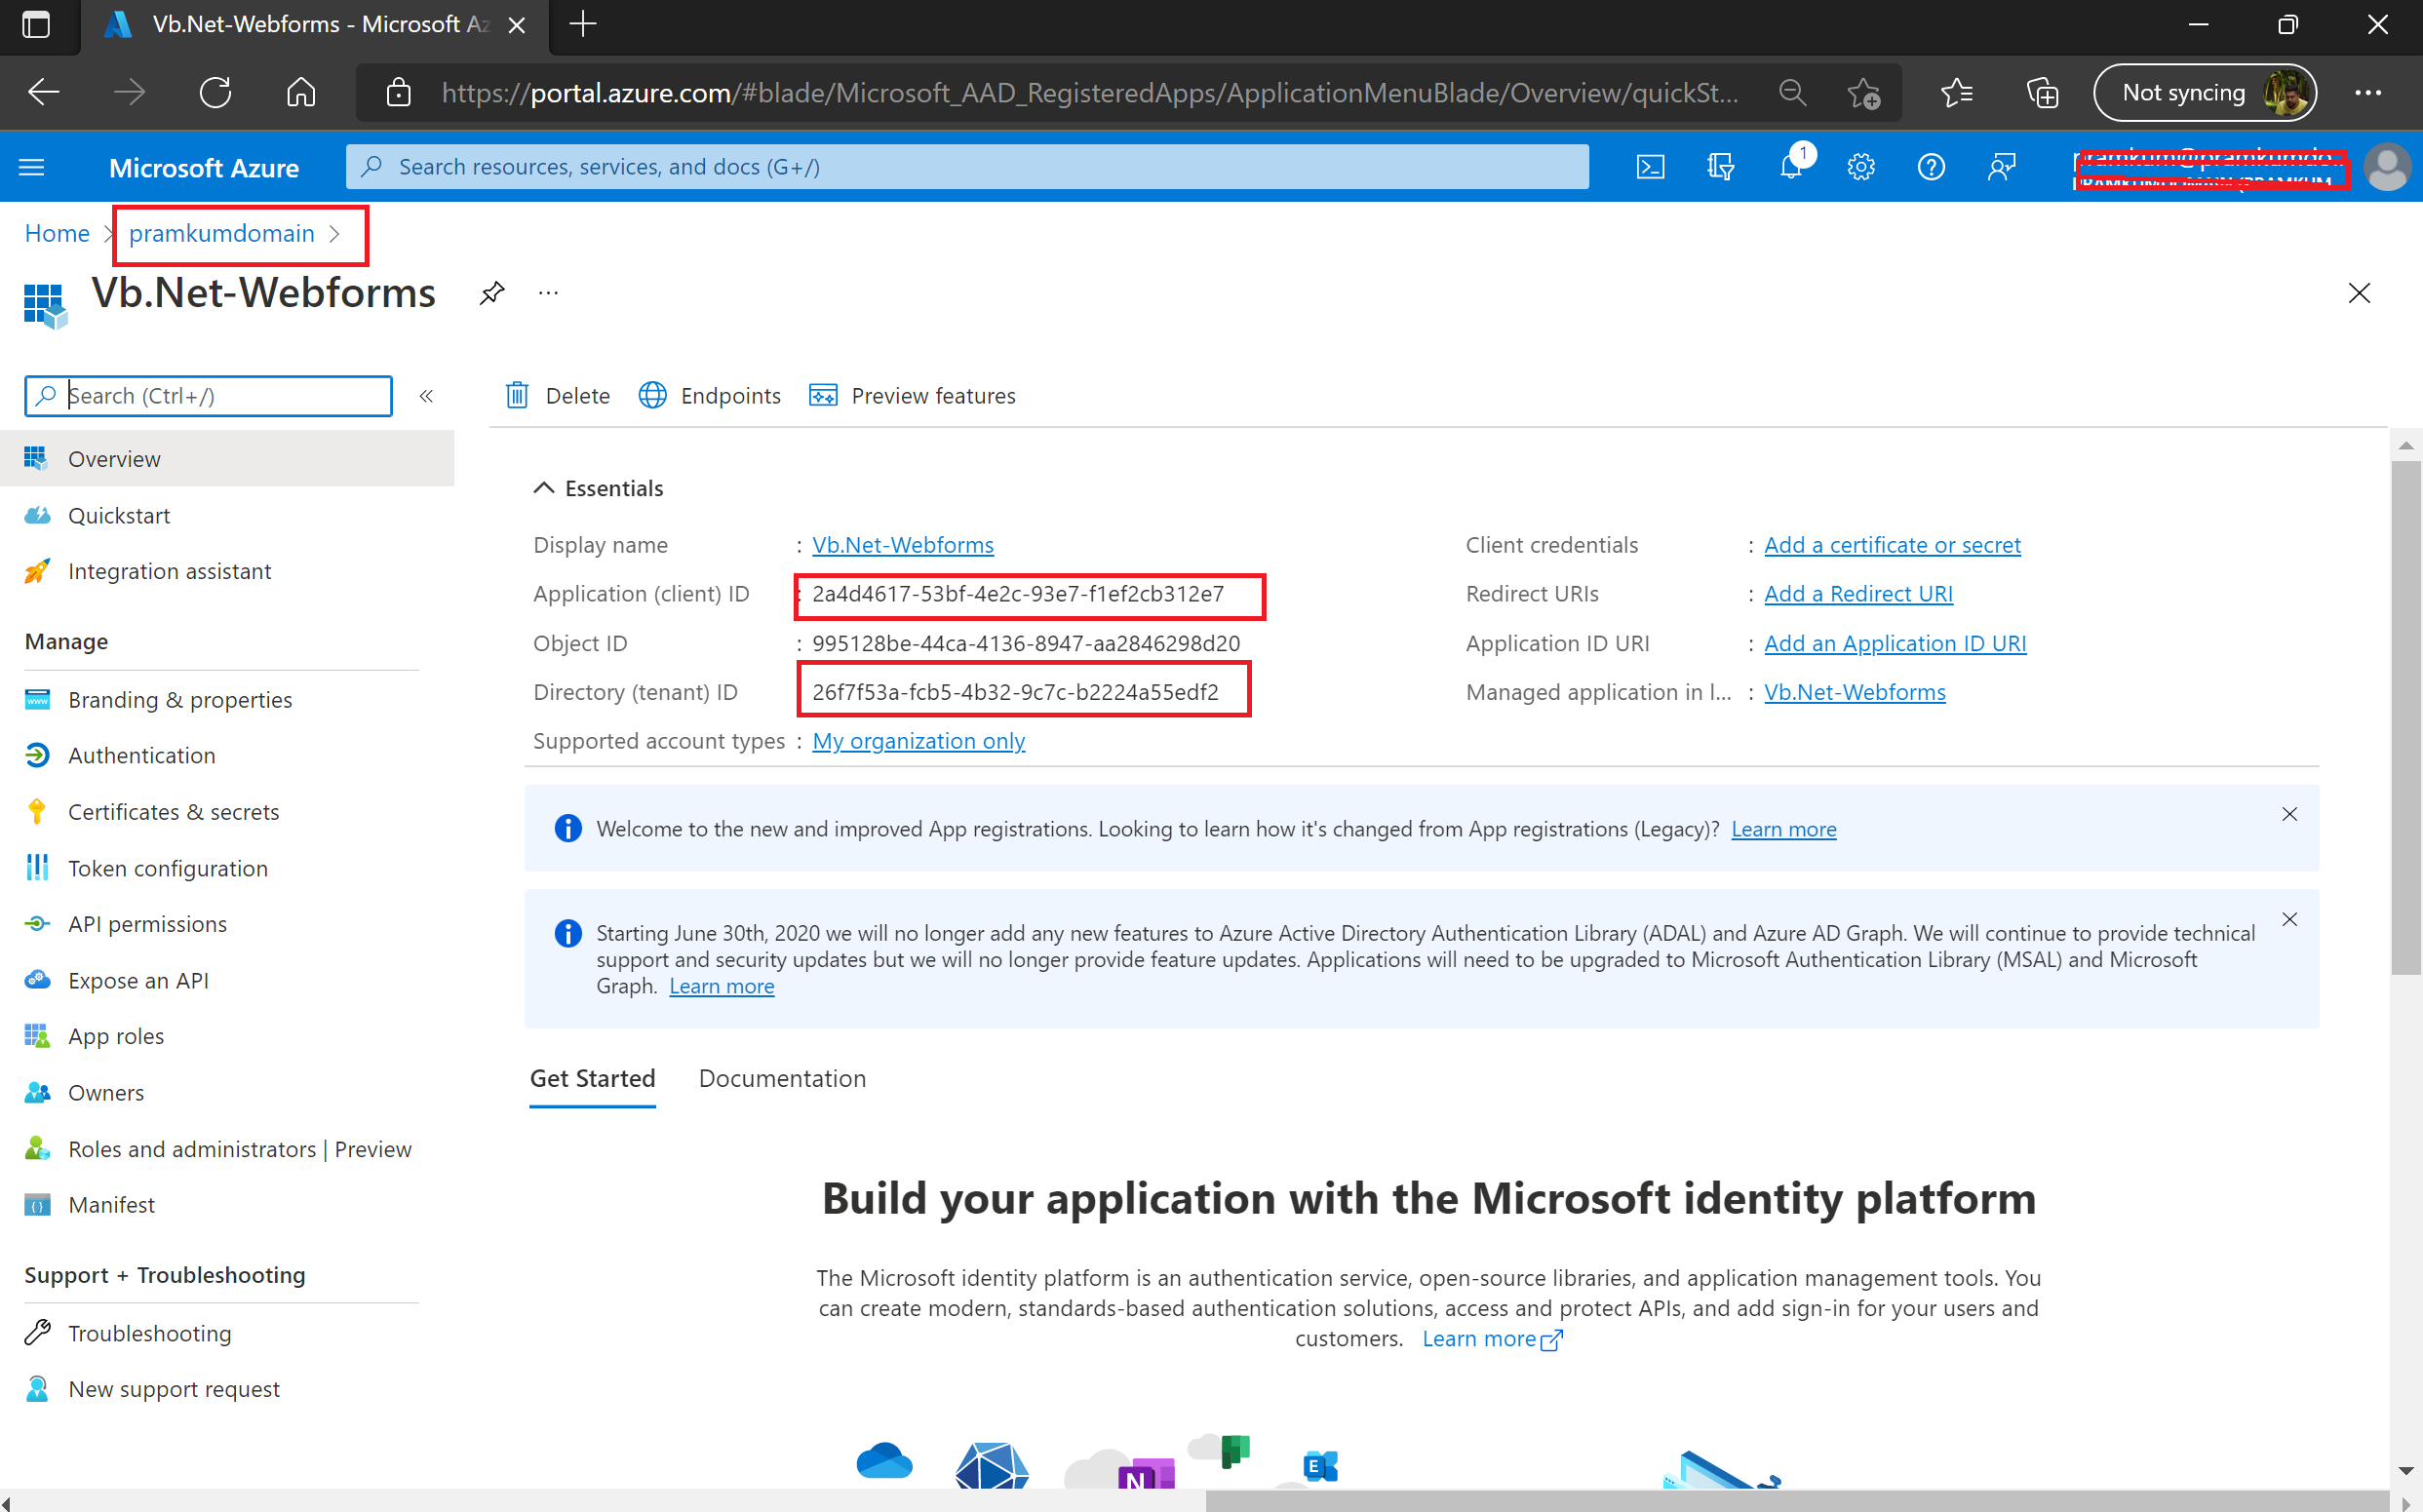 Vb.Net-Webforms - Microsoft Az
https://portal.azure.com/#blade/Microsoft_AAD_RegisteredApps/ApplicationMenuBlade/Overview/quickSt...
Not syncing
Microsoft Azure
Search resources, services, and docs (G+/)
1
Home
pramkumdomain
Vb.Net-Webforms
Search (Ctrl+/)
Delete
Endpoints
Preview features
Overview
Quickstart
Integration assistant
Manage
Branding & properties
Authentication
Certificates & secrets
Token configuration
API permissions
Expose an API
App roles
Owners
Roles and administrators | Preview
Manifest
Support + Troubleshooting
Troubleshooting
New support request
Essentials
Display name : Vb.Net-Webforms
Application (client) ID : 2a4d4617-53bf-4e2c-93e7-f1ef2cb312e7
Object ID : 995128be-44ca-4136-8947-aa2846298d20
Directory (tenant) ID 26f7f53a-fcb5-4b32-9c7c-b2224a55edf2
Supported account types : My organization only
Client credentials : Add a certificate or secret
Redirect URIs : Add a Redirect URI
Application ID URI : Add an Application ID URI
Managed application in l... : Vb.Net-Webforms
Welcome to the new and improved App registrations. Looking to learn how it's changed from App registrations (Legacy)? Learn more
Starting June 30th, 2020 we will no longer add any new features to Azure Active Directory Authentication Library (ADAL) and Azure AD Graph. We will continue to provide technical
support and security updates but we will no longer provide feature updates. Applications will need to be upgraded to Microsoft Authentication Library (MSAL) and Microsoft
Graph. Learn more
Get Started
Documentation
Build your application with the Microsoft identity platform
The Microsoft identity platform is an authentication service, open-source libraries, and application management tools. You
can create modern, standards-based authentication solutions, access and protect APIs, and add sign-in for your users and
customers. Learn more
N
E